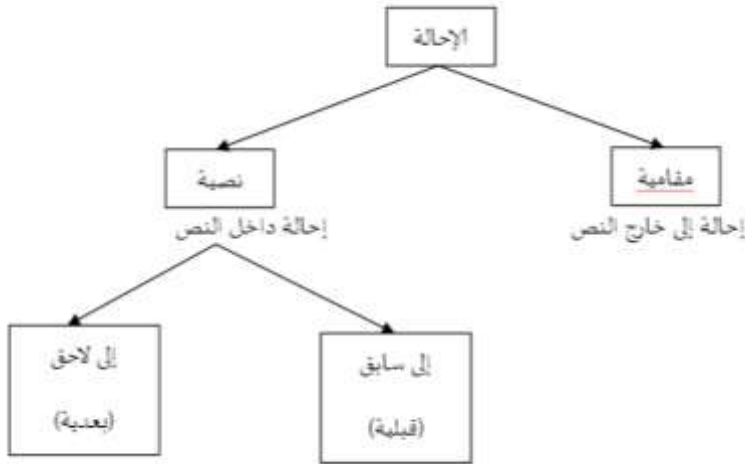 الإحالة
مقامية
نصية
إحالة إلى خارج النص
إحالة داخل النص
إلى سابق
(قبلية)
إلى لاحق
(بعدية)